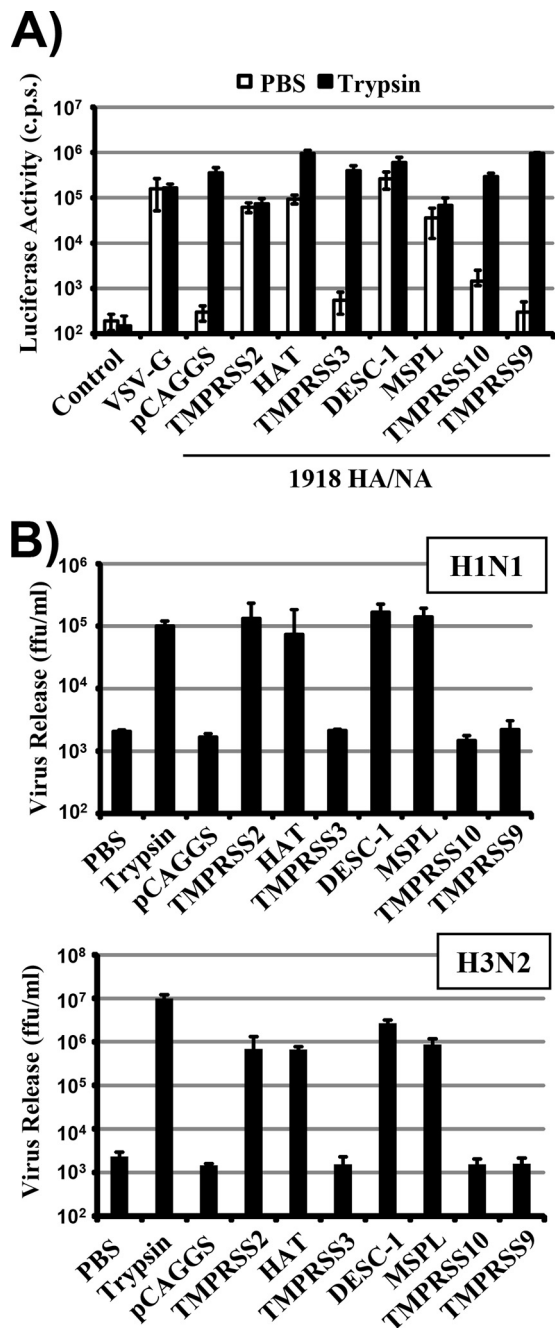 A)
PBS Trypsin
Luciferase Activity (c.p.s.)
10^7
10^6
10^5
10^4
10^3
10^2
Control
VSV-G
pCAGGS
TMPRSS2
HAT
TMPRSS3
DESC-1
MSPL
TMPRSS10
TMPRSS9
1918 HA/NA
B)
H1N1
Virus Release (ffu/ml)
10^6
10^5
10^4
10^3
10^2
PBS
Trypsin
pCAGGS
TMPRSS2
HAT
TMPRSS3
DESC-1
MSPL
TMPRSS10
TMPRSS9
H3N2
Virus Release (ffu/ml)
10^8
10^7
10^6
10^5
10^4
10^3
10^2
PBS
Trypsin
pCAGGS
TMPRSS2
HAT
TMPRSS3
DESC-1
MSPL
TMPRSS10
TMPRSS9